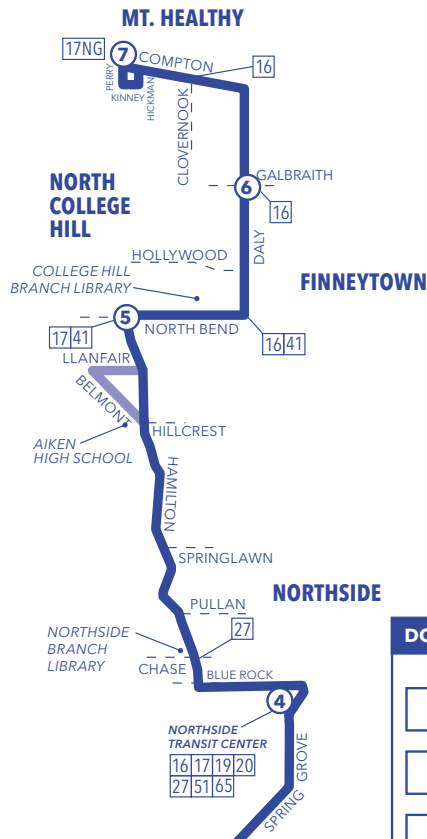 MT. HEALTHY
17NG
7
COMPTON
16
PERRY
KINNEY
HICKMAN
CLOVERNOOK
NORTH
COLLEGE
HILL
6
GALBRAITH
16
DALY
HOLLYWOOD
COLLEGE HILL
BRANCH LIBRARY
FINNEYTOWN
5
NORTH BEND
17 41
16 41
LLANFAIR
BELMONT
AIKEN
HIGH SCHOOL
HILLCREST
HAMILTON
SPRINGLAWN
NORTHSIDE
PULLAN
27
NORTHSIDE
BRANCH
LIBRARY
CHASE
BLUE ROCK
4
NORTHSIDE
TRANSIT CENTER
16 17 19 20
27 51 65
SPRING GROVE
DO